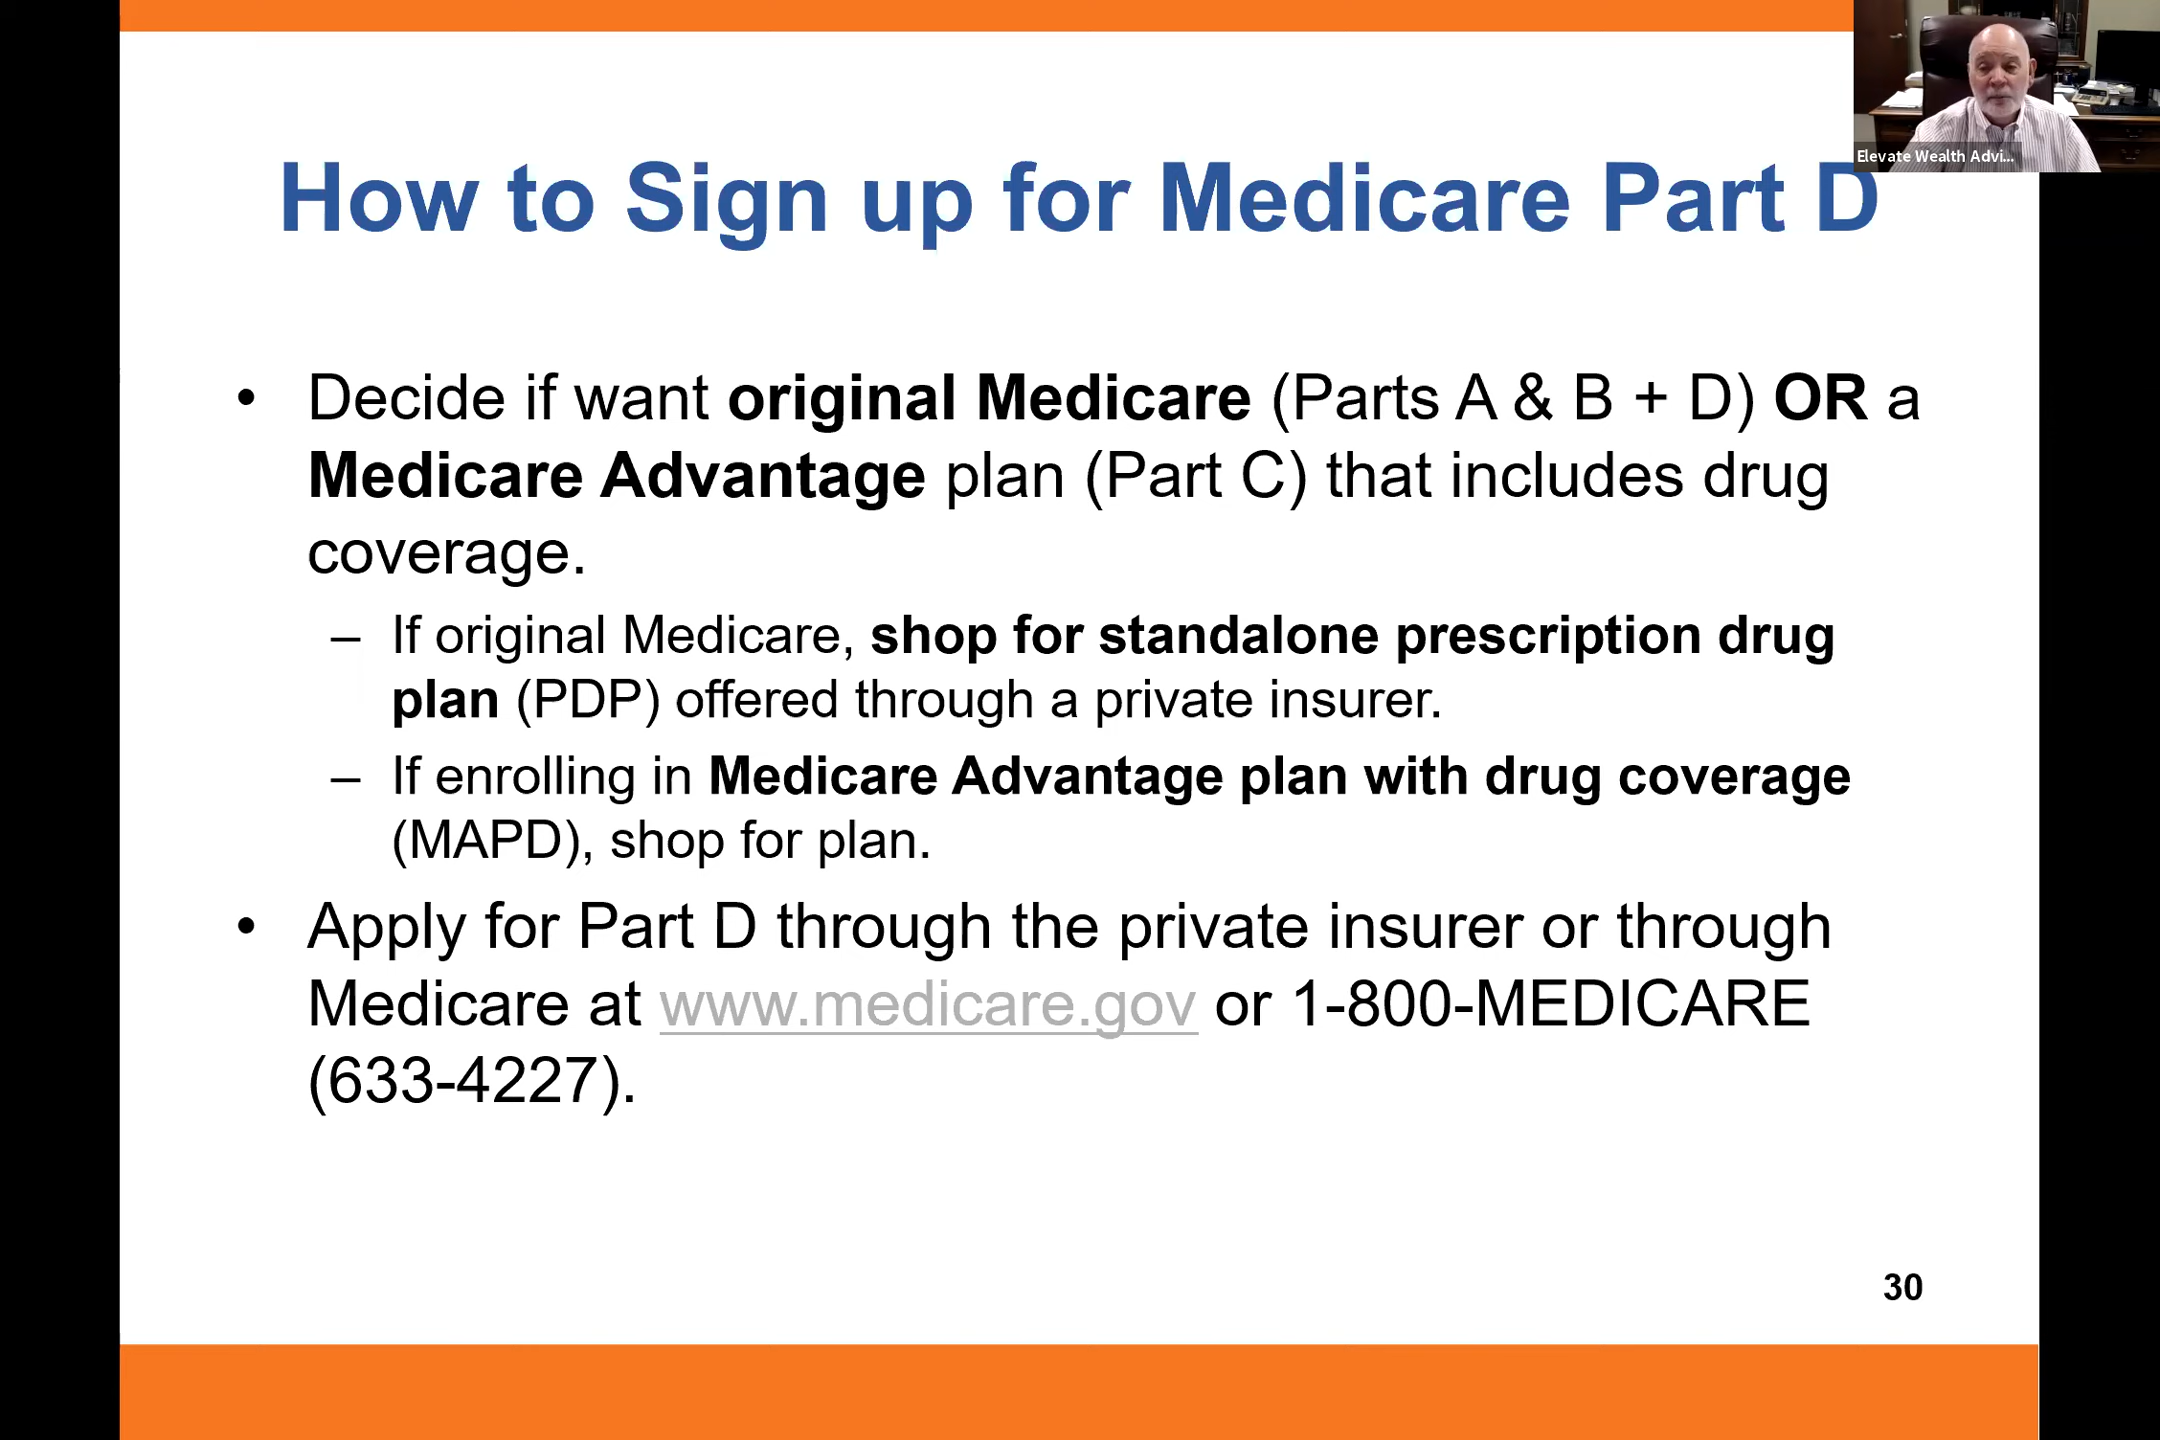 Elevate Wealth Advi...
How to Sign up for Medicare Part D
• Decide if want original Medicare (Parts A & B + D) OR a
Medicare Advantage plan (Part C) that includes drug
coverage.
– If original Medicare, shop for standalone prescription drug
plan (PDP) offered through a private insurer.
– If enrolling in Medicare Advantage plan with drug coverage
(MAPD), shop for plan.
• Apply for Part D through the private insurer or through
Medicare at www.medicare.gov or 1-800-MEDICARE
(633-4227).
30